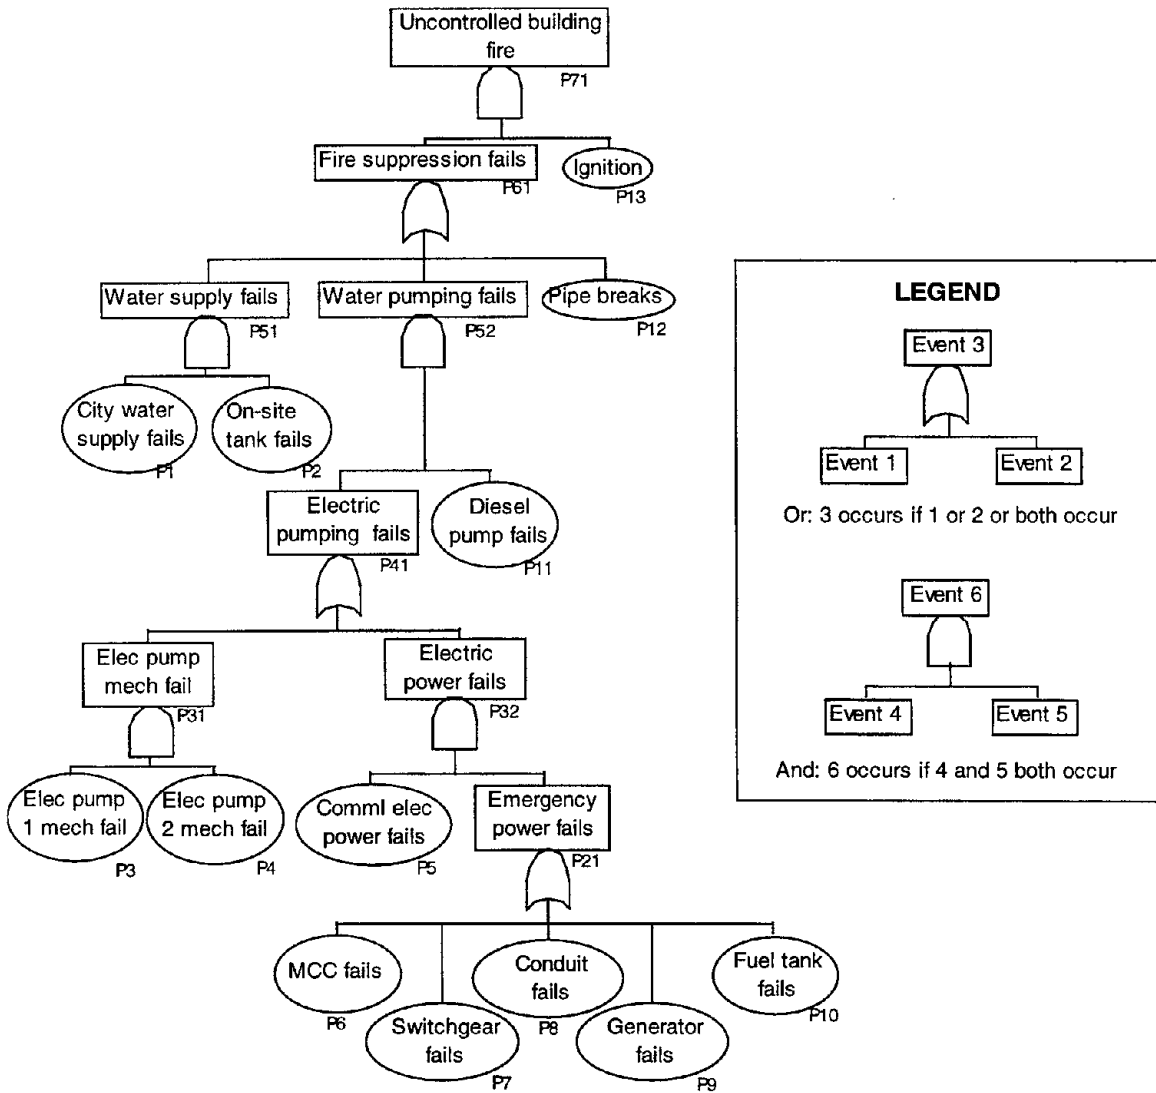 Uncontrolled building
fire
P71
Fire suppression fails
P61
Ignition
P13
Water supply fails
P51
Water pumping fails
P52
Pipe breaks
P12
City water
supply fails
P1
On-site
tank fails
P2
Electric
pumping fails
P41
Diesel
pump fails
P11
Elec pump
mech fail
P31
Electric
power fails
P32
Elec pump
1 mech fail
P3
Elec pump
2 mech fail
P4
Comml elec
power fails
P5
Emergency
power fails
P21
MCC fails
P6
Switchgear
fails
P7
Conduit
fails
P8
Generator
fails
P9
Fuel tank
fails
P10
LEGEND
Event 3
Event 1
Event 2
Or: 3 occurs if 1 or 2 or both occur
Event 6
Event 4
Event 5
And: 6 occurs if 4 and 5 both occur